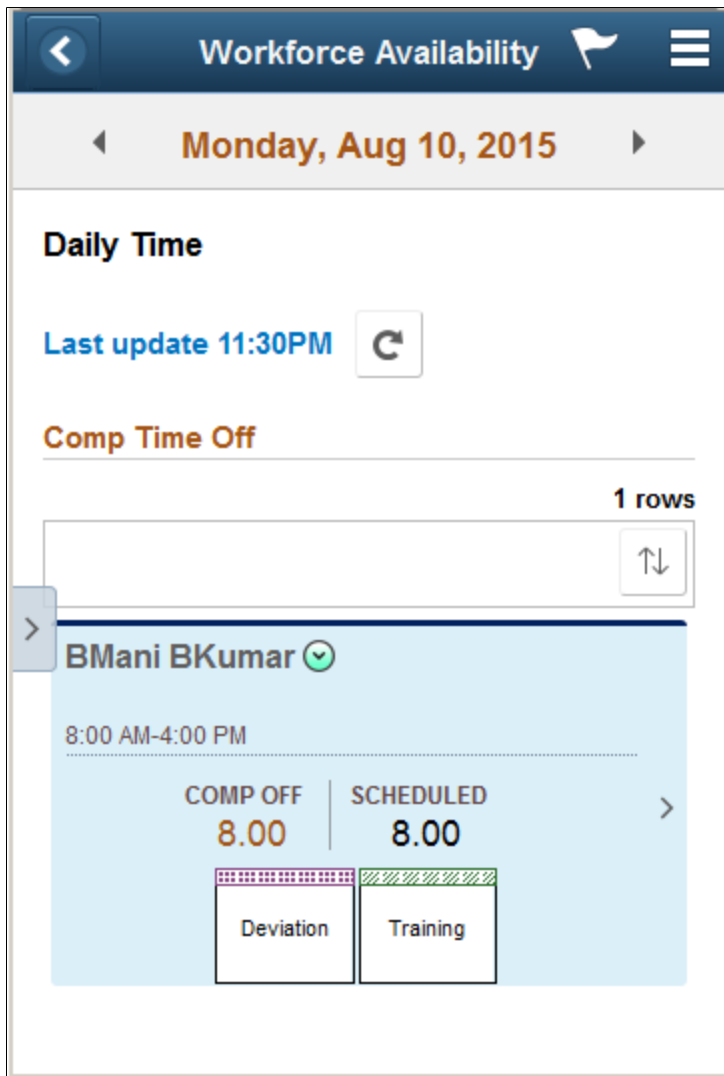 Workforce Availability
Monday, Aug 10, 2015
Daily Time
Last update 11:30PM
Comp Time Off
1 rows
BMani BKumar
8:00 AM-4:00 PM
COMP OFF SCHEDULED
8.00 8.00
Deviation Training